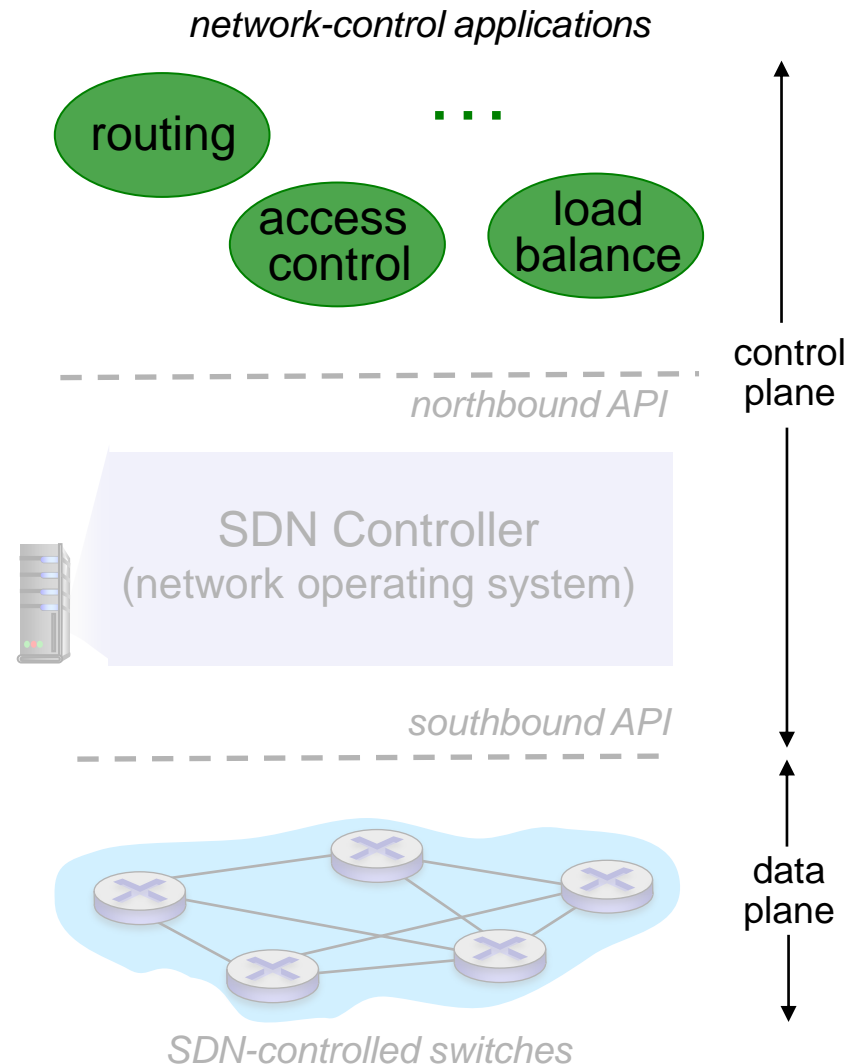 network-control applications
routing
...
access
control
load
balance
control
plane
northbound API
SDN Controller
(network operating system)
southbound API
data
plane
SDN-controlled switches